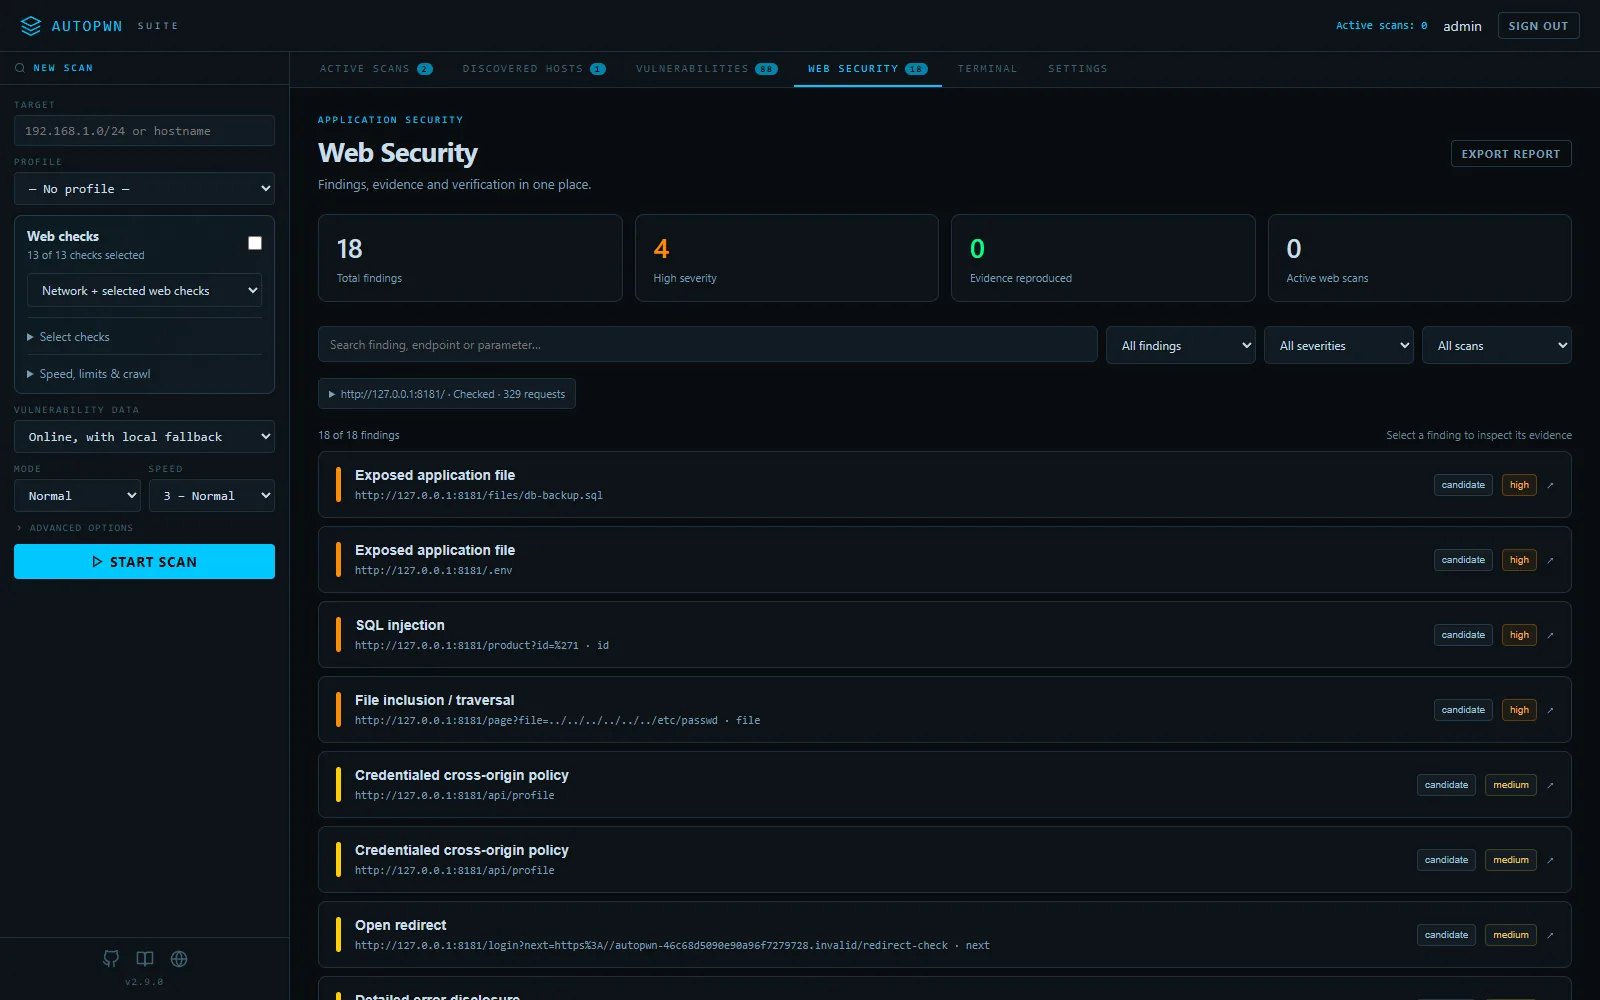 AUTOPWN SUITE
Active scans: 0 admin SIGN OUT
NEW SCAN
ACTIVE SCANS 2 DISCOVERED HOSTS 1 VULNERABILITIES 88 WEB SECURITY 18 TERMINAL SETTINGS
TARGET
192.168.1.0/24 or hostname
PROFILE
— No profile —
Web checks
13 of 13 checks selected
Network + selected web checks
Select checks
Speed, limits & crawl
VULNERABILITY DATA
Online, with local fallback
MODE SPEED
Normal 3 – Normal
ADVANCED OPTIONS
START SCAN
v2.9.0
APPLICATION SECURITY
Web Security
EXPORT REPORT
Findings, evidence and verification in one place.
18
Total findings
4
High severity
0
Evidence reproduced
0
Active web scans
Search finding, endpoint or parameter...
All findings All severities All scans
http://127.0.0.1:8181/ · Checked · 329 requests
18 of 18 findings Select a finding to inspect its evidence
Exposed application file
http://127.0.0.1:8181/files/db-backup.sql
candidate high
Exposed application file
http://127.0.0.1:8181/.env
candidate high
SQL injection
http://127.0.0.1:8181/product?id=%271 · id
candidate high
File inclusion / traversal
http://127.0.0.1:8181/page?file=../../../../../../etc/passwd · file
candidate high
Credentialed cross-origin policy
http://127.0.0.1:8181/api/profile
candidate medium
Credentialed cross-origin policy
http://127.0.0.1:8181/api/profile
candidate medium
Open redirect
http://127.0.0.1:8181/login?next=https%3A//autopwn-46c68d5090e90a96f7279728.invalid/redirect-check · next
candidate medium
Detailed error disclosure